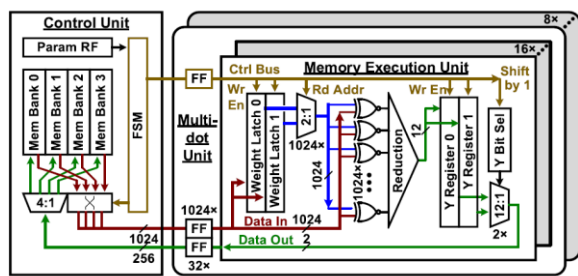 Control Unit
Param RF
Mem Bank 0
Mem Bank 1
Mem Bank 2
Mem Bank 3
FSM
4:1
1024
256
8×
16×
Memory Execution Unit
FF
Ctrl Bus
Wr
En
Rd Addr
Wr En
Shift
by 1
Multi-
dot
Unit
Weight Latch 0
Weight Latch 1
2:1
1024×
1024
1024×
Reduction
12
Y Register 0
Y Register 1
Y Bit Sel
12:1
2×
1024×
FF
FF
32×
Data In
1024
Data Out
2